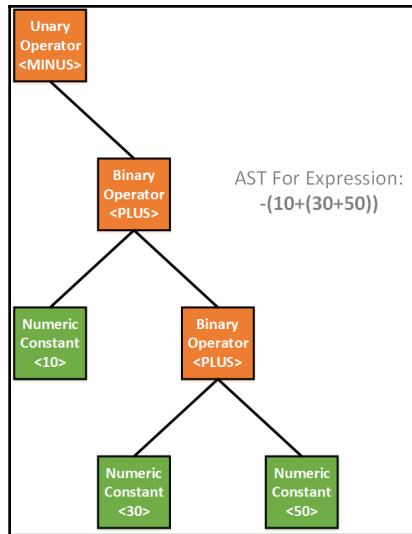 Unary
Operator
<MINUS>
Binary
Operator
<PLUS>
AST For Expression:
-(10+(30+50))
Numeric
Constant
<10>
Binary
Operator
<PLUS>
Numeric
Constant
<30>
Numeric
Constant
<50>